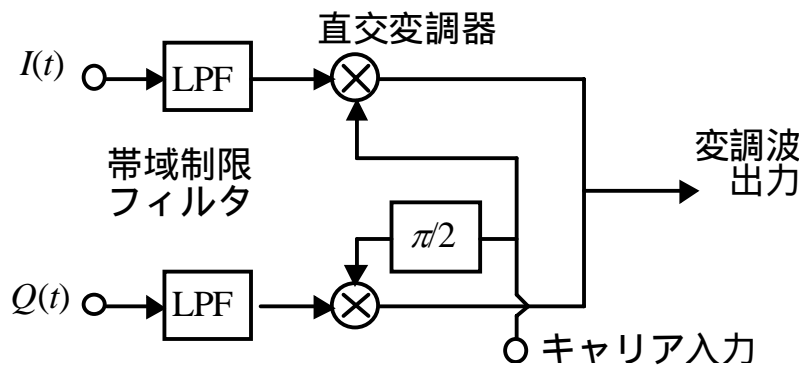 直交変調器
I(t)
LPF
帯域制限
フィルタ
変調波
出力
π/2
Q(t)
LPF
キャリア入力